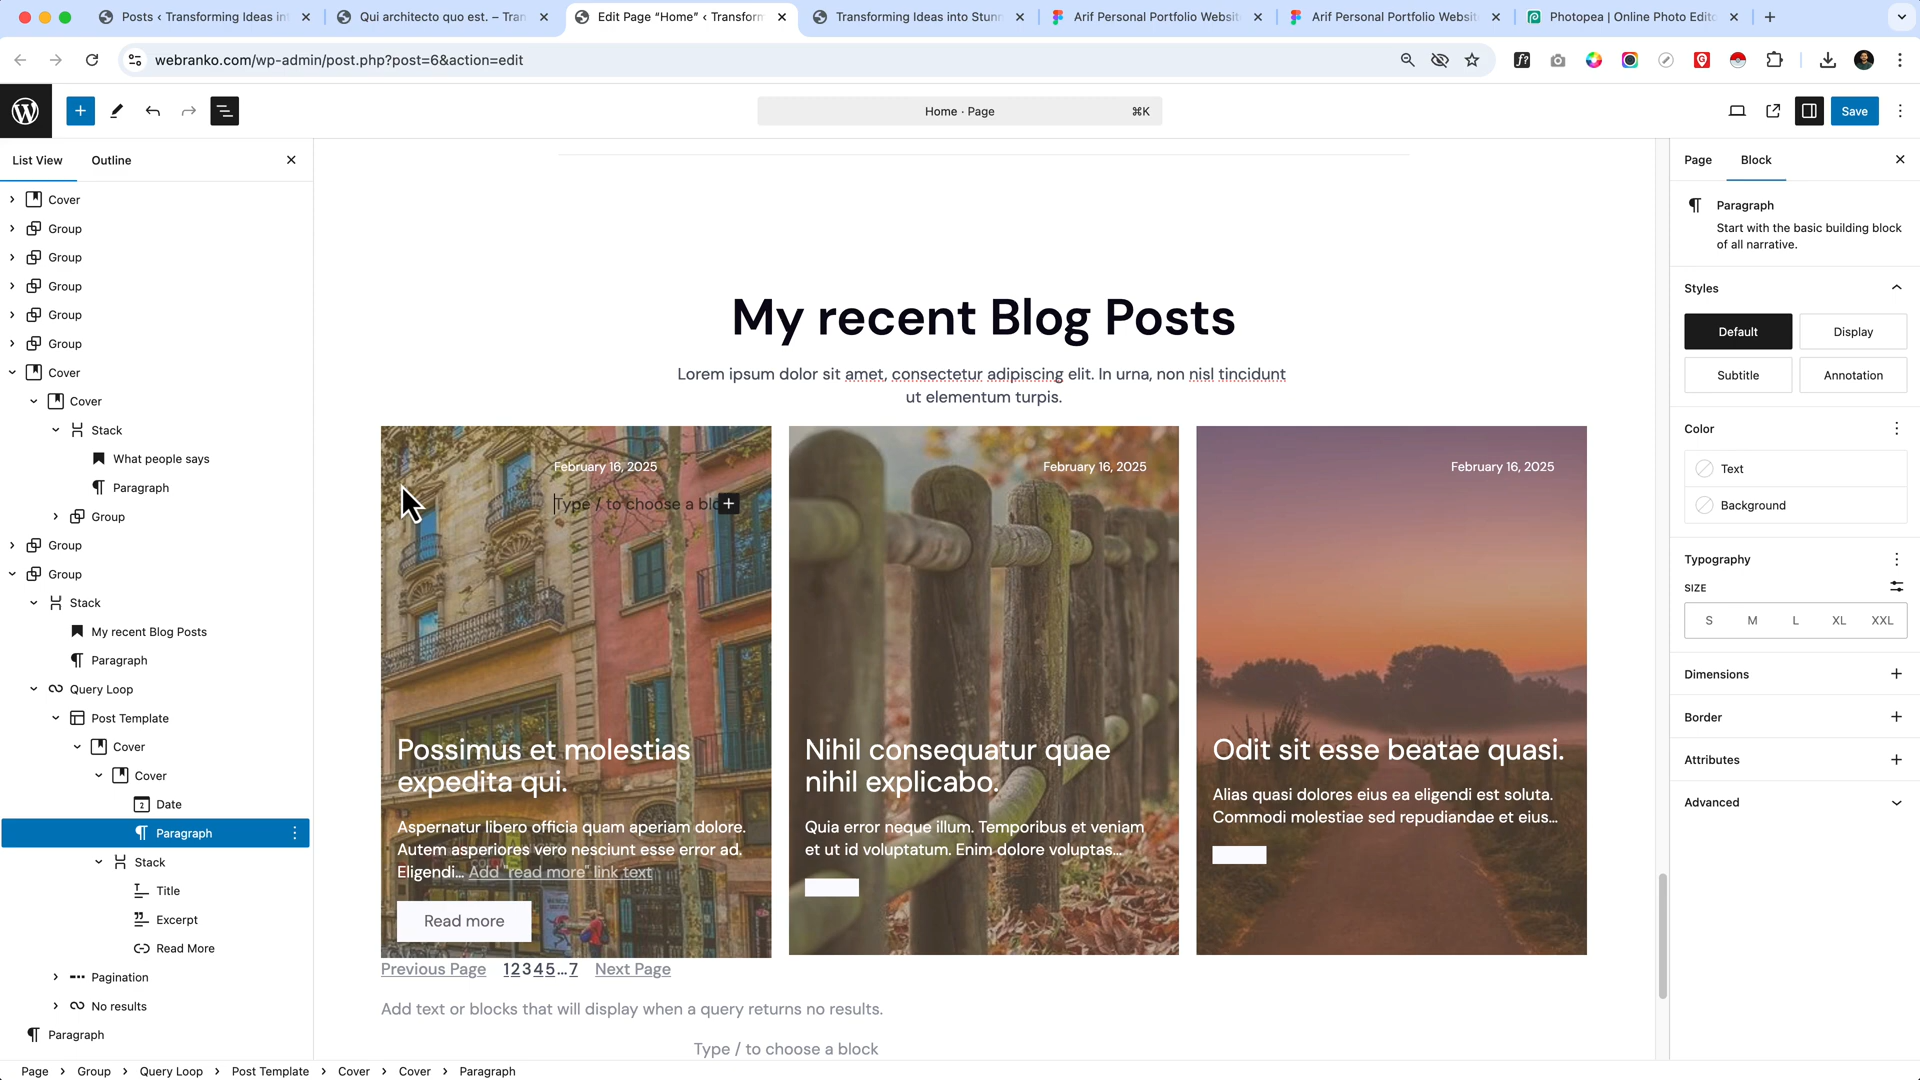 Posts ‹ Transforming Ideas in
Qui architecto quo est. – Tran
Edit Page “Home” ‹ Transform
Transforming Ideas into Stunn
Arif Personal Portfolio Websit
Arif Personal Portfolio Websit
Photopea | Online Photo Edito
webranko.com/wp-admin/post.php?post=6&action=edit
Home · Page
⌘K
Save
List View
Outline
Cover
Group
Group
Group
Group
Group
Cover
Cover
Stack
What people says
Paragraph
Group
Group
Group
Stack
My recent Blog Posts
Paragraph
Query Loop
Post Template
Cover
Cover
Date
Paragraph
Stack
Title
Excerpt
Read More
Pagination
No results
Paragraph
My recent Blog Posts
Lorem ipsum dolor sit amet, consectetur adipiscing elit. In urna, non nisl tincidunt
ut elementum turpis.
February 16, 2025
Type / to choose a blo
Possimus et molestias
expedita qui.
Aspernatur libero officia quam aperiam dolore.
Autem asperiores vero nesciunt esse error ad.
Eligendi… Add "read more" link text
Read more
February 16, 2025
Nihil consequatur quae
nihil explicabo.
Quia error neque illum. Temporibus et veniam
et ut id voluptatum. Enim dolore voluptas…
February 16, 2025
Odit sit esse beatae quasi.
Alias quasi dolores eius ea eligendi est soluta.
Commodi molestiae sed repudiandae et eius…
Previous Page 1 2 3 4 5 … 7 Next Page
Add text or blocks that will display when a query returns no results.
Type / to choose a block
Page
Block
Paragraph
Start with the basic building block
of all narrative.
Styles
Default
Display
Subtitle
Annotation
Color
Text
Background
Typography
SIZE
S M L XL XXL
Dimensions
Border
Attributes
Advanced
Page > Group > Query Loop > Post Template > Cover > Cover > Paragraph